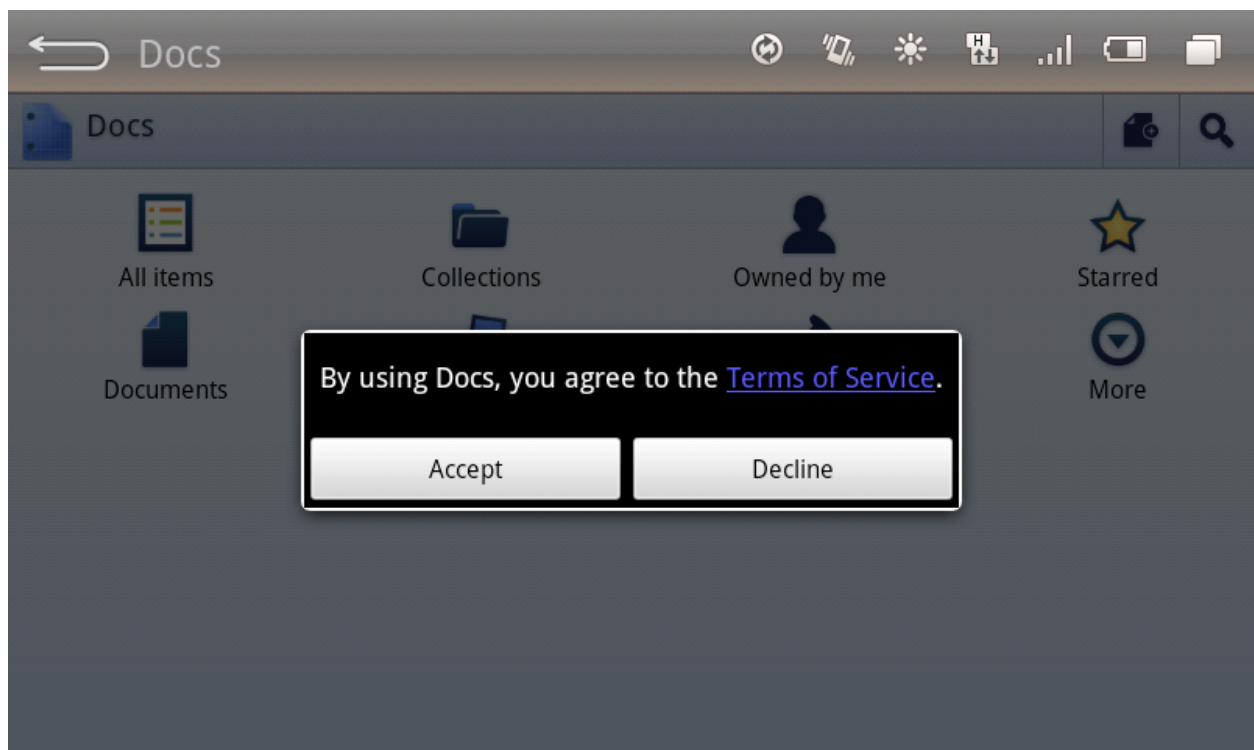 Docs
H
Docs
All items
Collections
Owned by me
Starred
Documents
More
By using Docs, you agree to the Terms of Service.
Accept
Decline